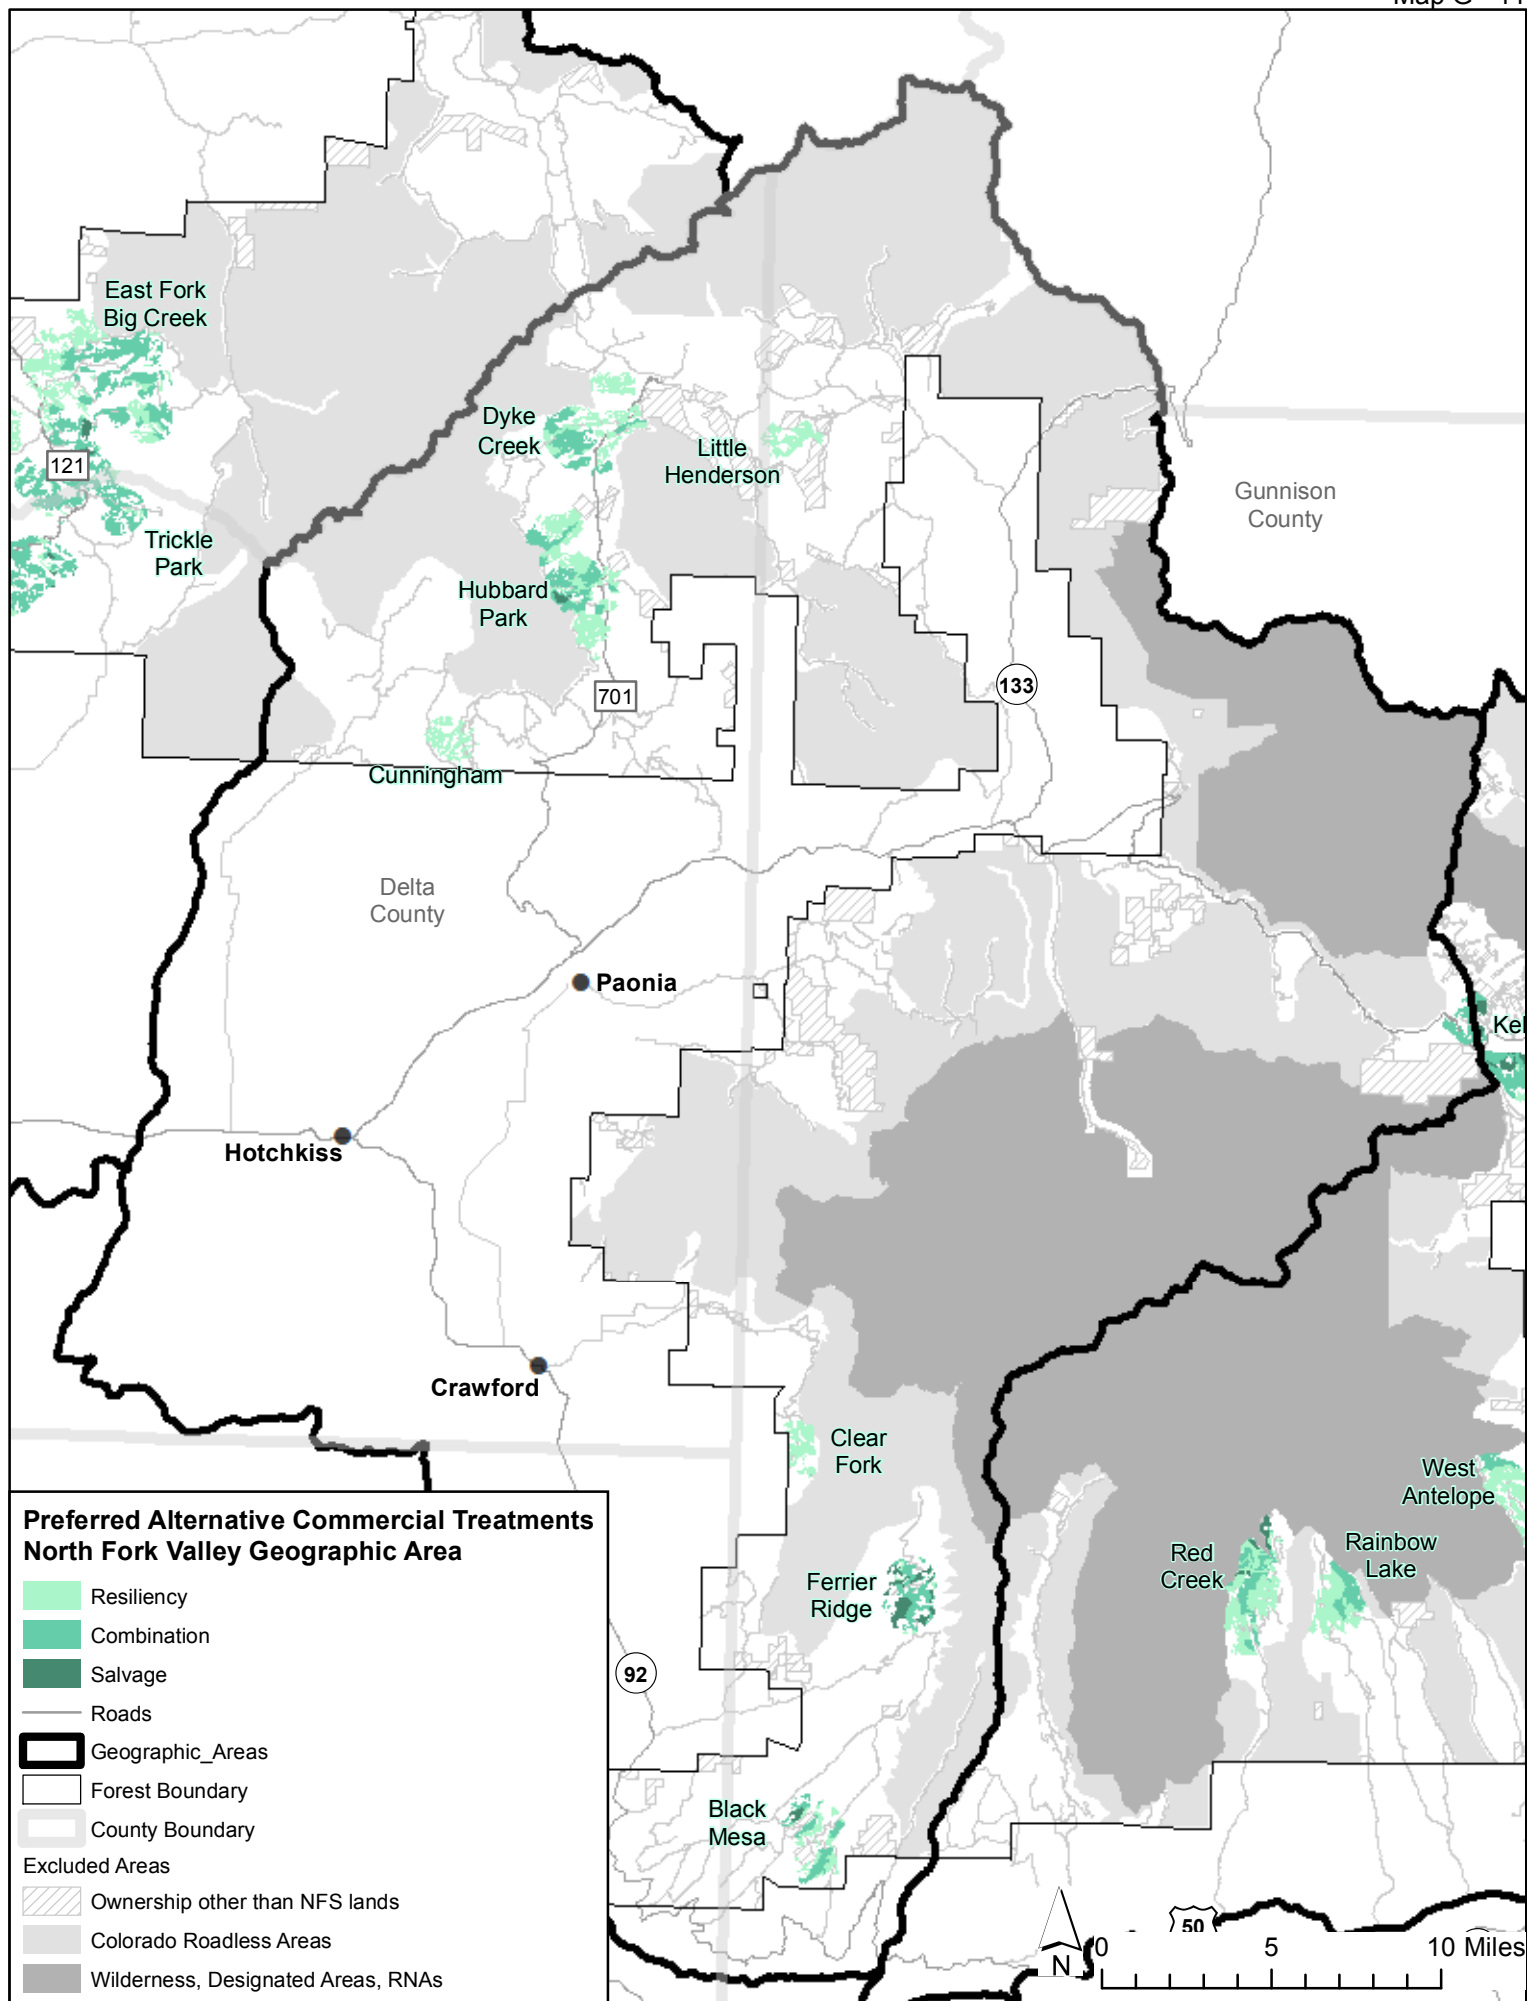 East Fork
Big Creek
Dyke
Creek
Little
Henderson
121
Gunnison
County
Trickle
Park
Hubbard
Park
133
701
Cunningham
Delta
County
Paonia
Hotchkiss
Crawford
Clear
Fork
West
Antelope
Red
Creek
Rainbow
Lake
Ferrier
Ridge
92
Black
Mesa
50
0 5 10 Miles
N
Preferred Alternative Commercial Treatments
North Fork Valley Geographic Area
Resiliency
Combination
Salvage
Roads
Geographic_Areas
Forest Boundary
County Boundary
Excluded Areas
Ownership other than NFS lands
Colorado Roadless Areas
Wilderness, Designated Areas, RNAs